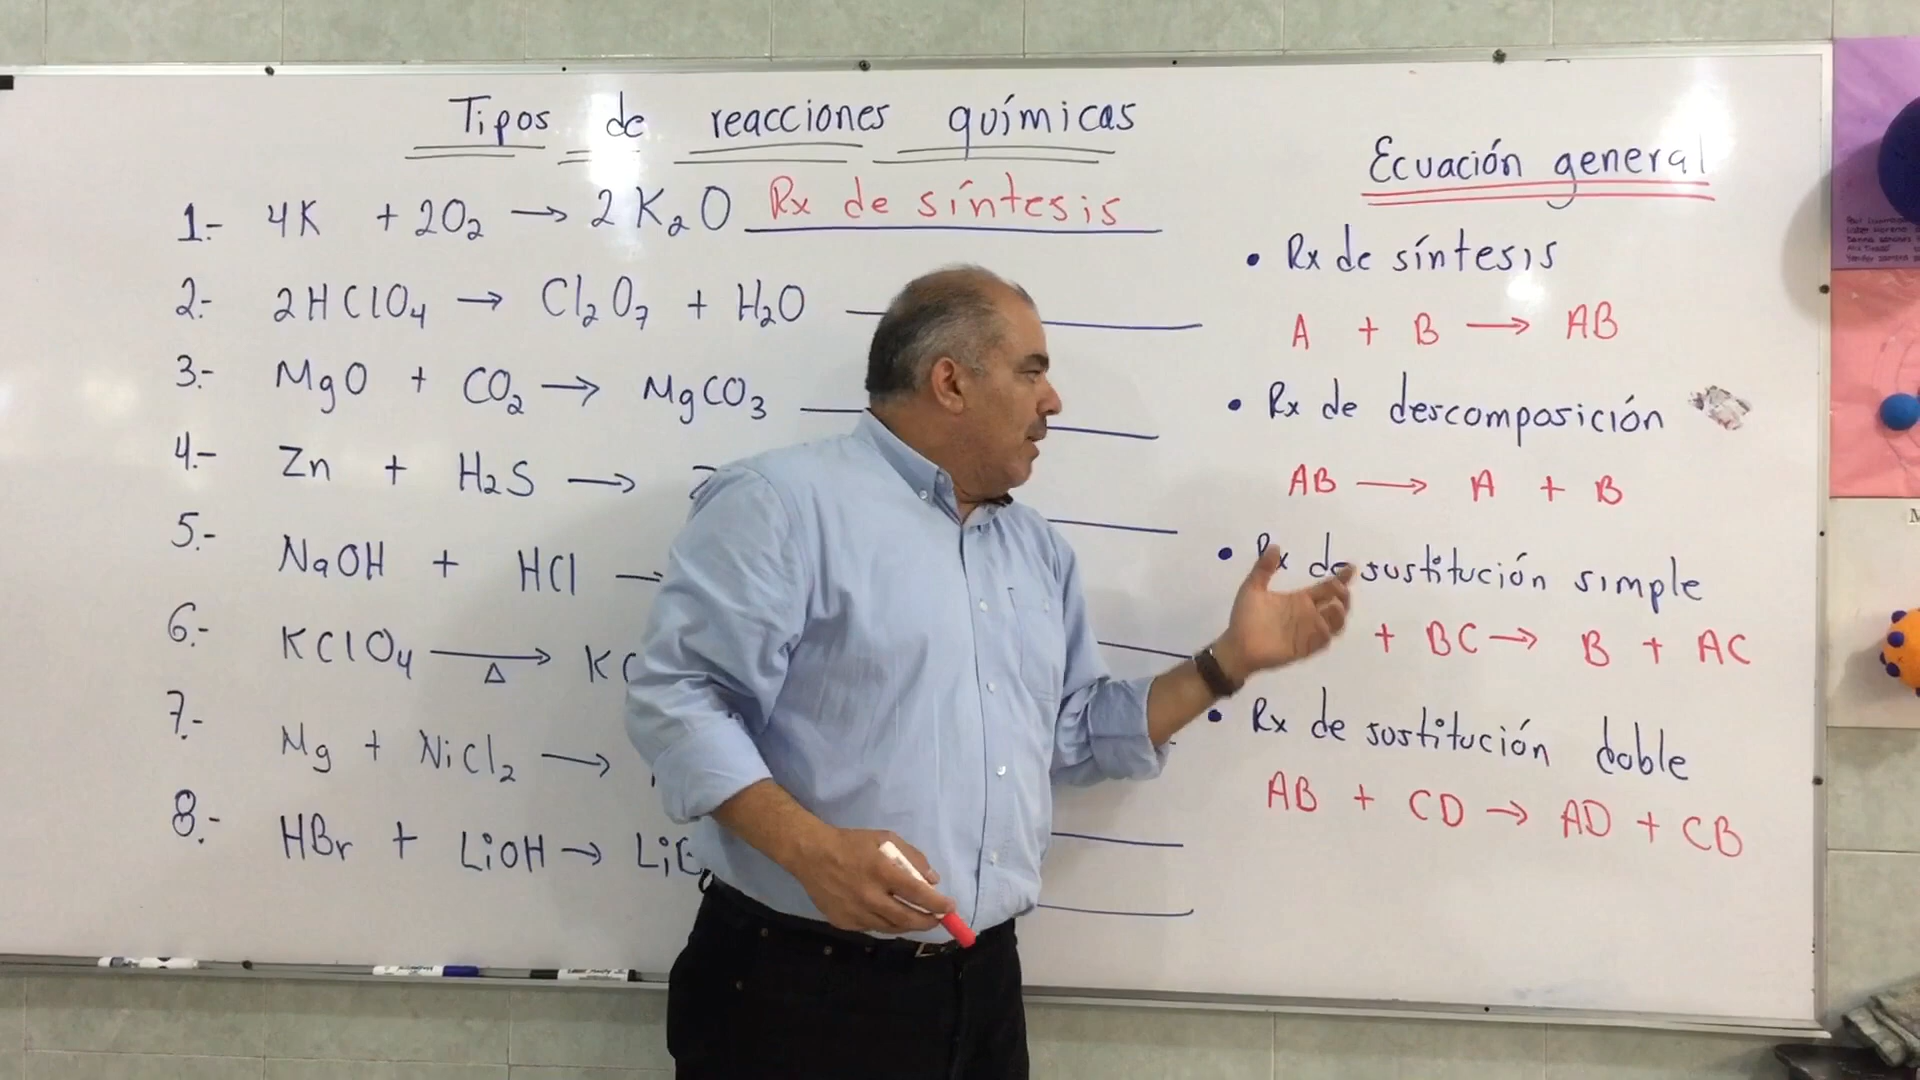 Tipos de reacciones químicas
1.- 4K + 2O₂ → 2K₂O Rx de síntesis
2.- 2HClO₄ → Cl₂O₇ + H₂O
3.- MgO + CO₂ → MgCO₃
4.- Zn + H₂S →
5.- NaOH + HCl →
6.- KClO₄ → Δ
7.- Mg + NiCl₂ →
8.- HBr + LiOH →
Ecuación general
• Rx de síntesis
A + B → AB
• Rx de descomposición
AB → A + B
• Rx de sustitución simple
+ BC → B + AC
• Rx de sustitución doble
AB + CD → AD + CB